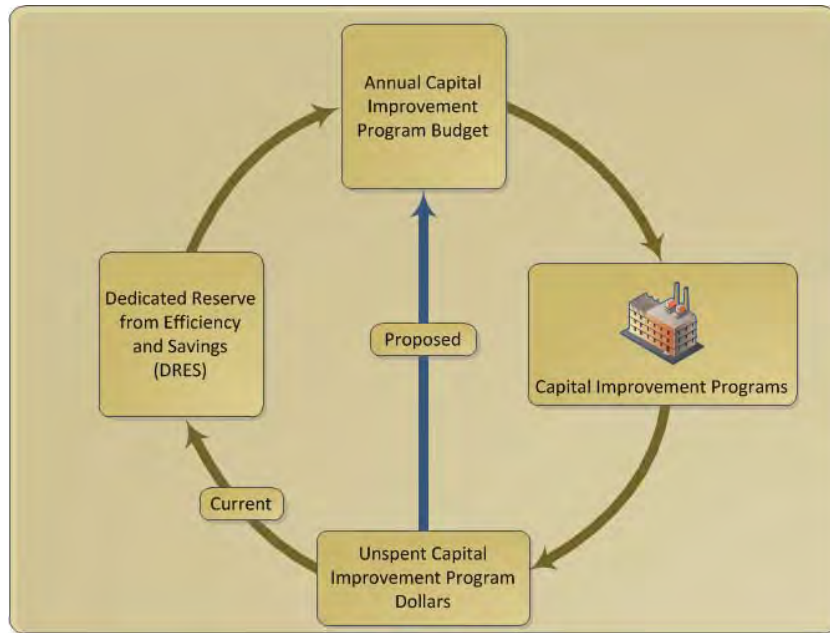 Annual Capital
Improvement
Program Budget
Dedicated Reserve
from Efficiency
and Savings
(DRES)
Proposed
Capital Improvement Programs
Current
Unspent Capital
Improvement Program
Dollars